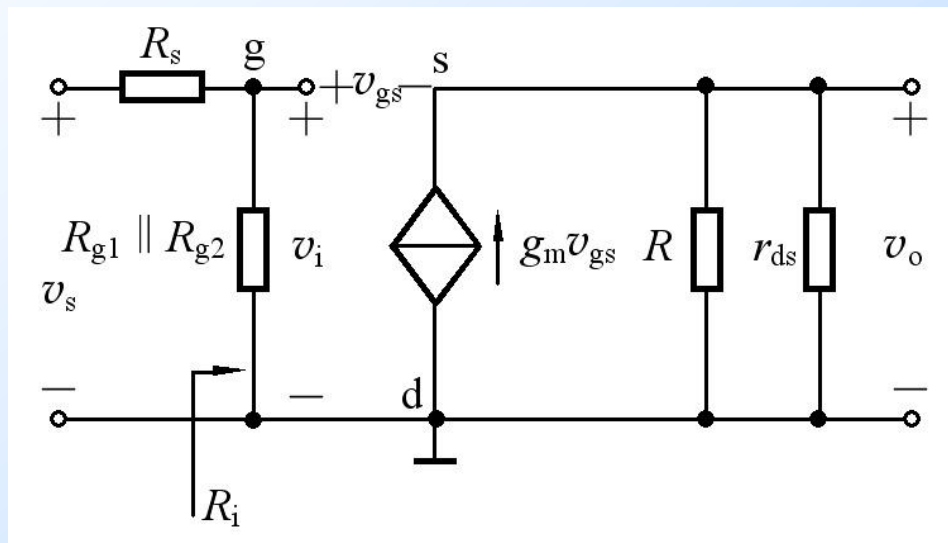 Rs g +vgs− s
+ + +
Rg1 || Rg2 vi gmvgs R rds vo
vs
− − d −
Ri